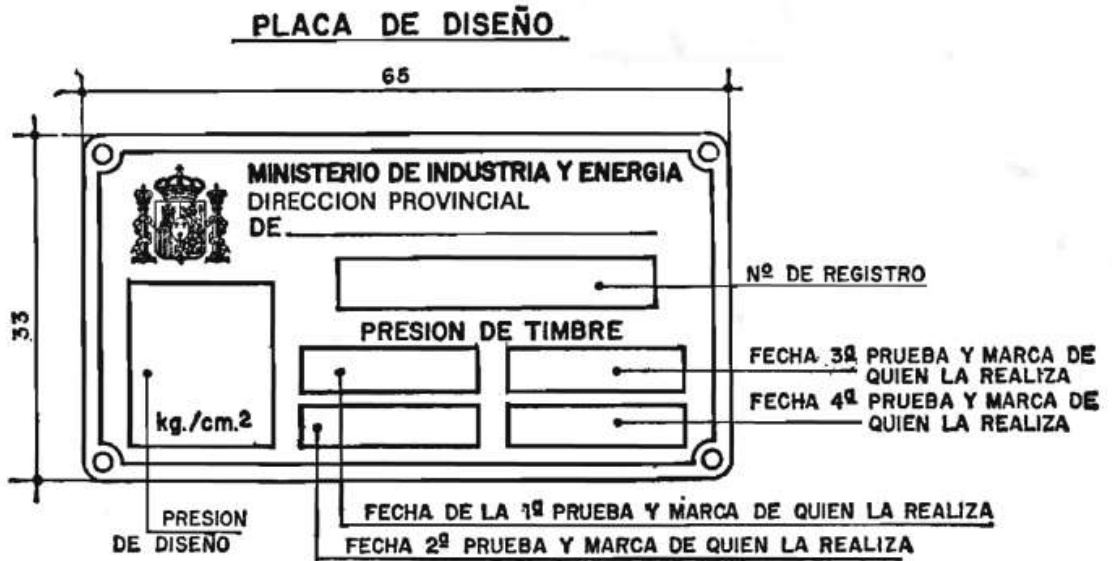 PLACA DE DISEÑO
65
33
MINISTERIO DE INDUSTRIA Y ENERGIA
DIRECCION PROVINCIAL
DE
Nº DE REGISTRO
PRESION DE TIMBRE
FECHA 3ª PRUEBA Y MARCA DE
QUIEN LA REALIZA
FECHA 4ª PRUEBA Y MARCA DE
QUIEN LA REALIZA
kg./cm.2
PRESION
DE DISEÑO
FECHA DE LA 1ª PRUEBA Y MARCA DE QUIEN LA REALIZA
FECHA 2ª PRUEBA Y MARCA DE QUIEN LA REALIZA